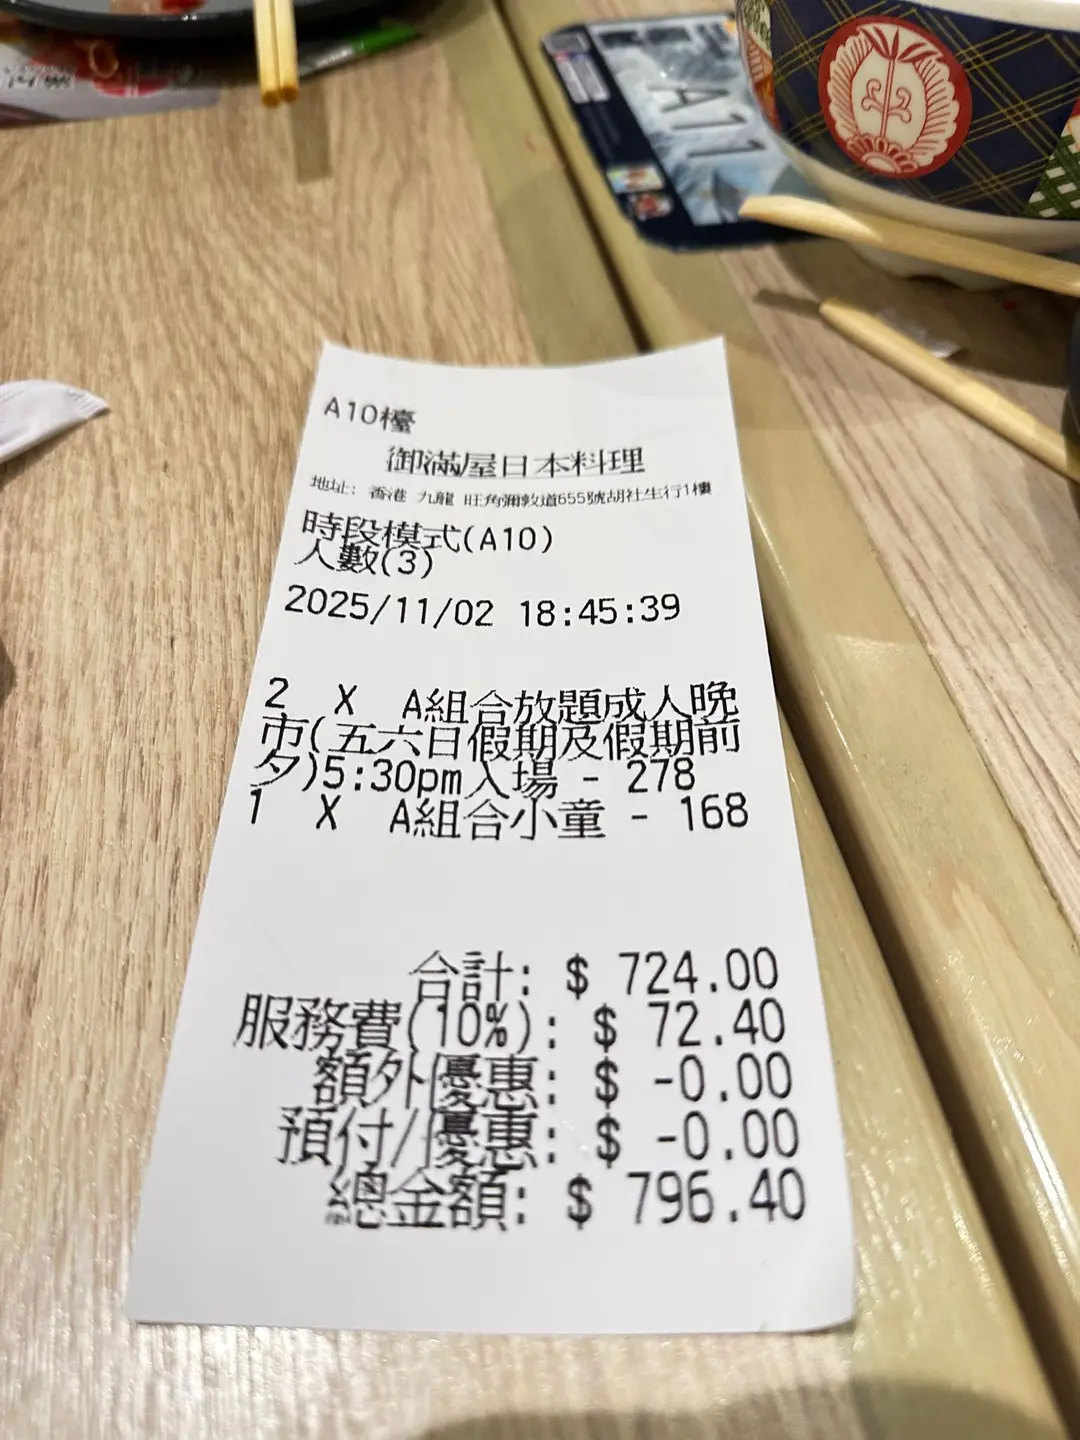 A10檯
御滿屋日本料理
地址: 香港 九龍 旺角彌敦道655號胡社生行1樓
時段模式(A10)
人數(3)
2025/11/02 18:45:39
2 X A組合放題成人晚
市(五六日假期及假期前
夕)5:30pm入場 - 278
1 X A組合小童 - 168
合計: $ 724.00
服務費(10%): $ 72.40
額外優惠: $ -0.00
預付/優惠: $ -0.00
總金額: $ 796.40
A11